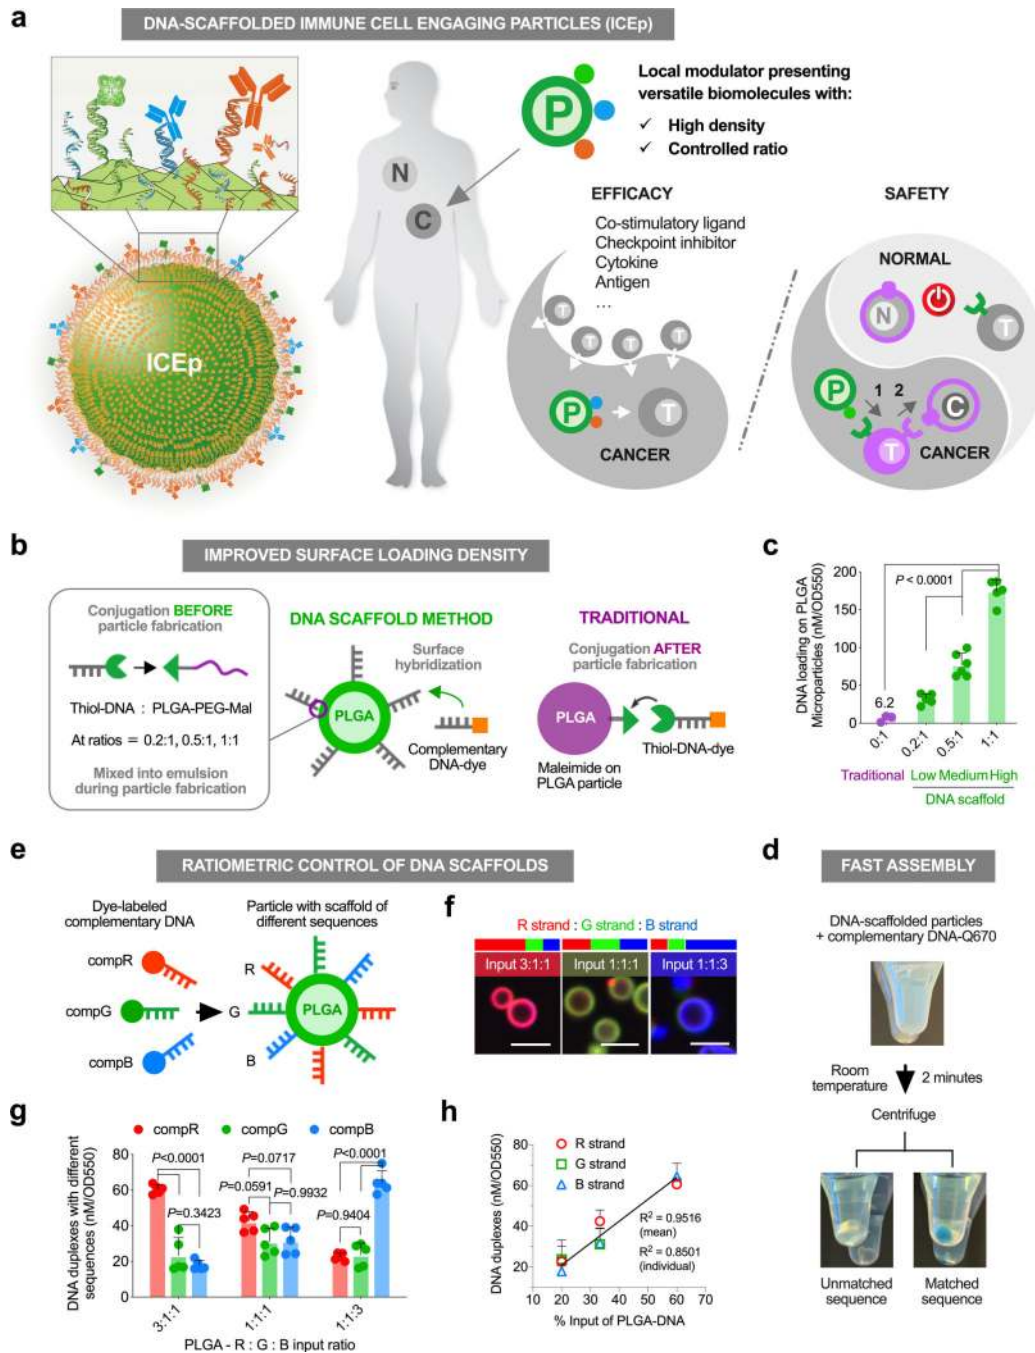 a
DNA-SCAFFOLDED IMMUNE CELL ENGAGING PARTICLES (ICEp)
ICEp
N
C
P
Local modulator presenting
versatile biomolecules with:
✓ High density
✓ Controlled ratio
EFFICACY
Co-stimulatory ligand
Checkpoint inhibitor
Cytokine
Antigen
...
T
T
T
T
P
T
CANCER
SAFETY
NORMAL
N
T
P
1 2
C
T
CANCER
b
IMPROVED SURFACE LOADING DENSITY
Conjugation BEFORE
particle fabrication
Thiol-DNA : PLGA-PEG-Mal
At ratios = 0.2:1, 0.5:1, 1:1
Mixed into emulsion
during particle fabrication
DNA SCAFFOLD METHOD
Surface
hybridization
PLGA
Complementary
DNA-dye
TRADITIONAL
Conjugation AFTER
particle fabrication
PLGA
Maleimide on
PLGA particle
Thiol-DNA-dye
c
DNA loading on PLGA
Microparticles (nM/OD550)
200
150
100
50
0
P < 0.0001
6.2
0:1
0.2:1
0.5:1
1:1
Traditional
Low Medium High
DNA scaffold
e
RATIOMETRIC CONTROL OF DNA SCAFFOLDS
Dye-labeled
complementary DNA
compR
compG
compB
Particle with scaffold
of different sequences
R
G
B
PLGA
f
R strand : G strand : B strand
Input 3:1:1
Input 1:1:1
Input 1:1:3
d
FAST ASSEMBLY
DNA-scaffolded particles
+ complementary DNA-Q670
Room
temperature
2 minutes
Centrifuge
Unmatched
sequence
Matched
sequence
g
compR
compG
compB
DNA duplexes with different
sequences (nM/OD550)
80
60
40
20
0
P<0.0001
P=0.3423
P=0.0717
P=0.0591
P=0.9932
P<0.0001
P=0.9404
3:1:1
1:1:1
1:1:3
PLGA - R : G : B input ratio
h
DNA duplexes (nM/OD550)
80
60
40
20
R strand
G strand
B strand
R² = 0.9516
(mean)
R² = 0.8501
(individual)
10 20 30 40 50 60 70
% Input of PLGA-DNA